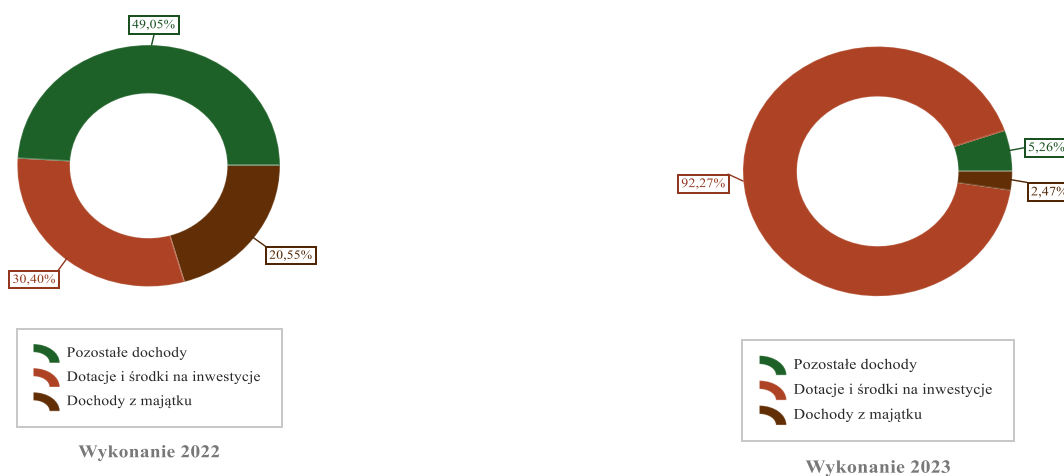 49,05%
20,55%
30,40%
Pozostałe dochody
Dotacje i środki na inwestycje
Dochody z majątku
Wykonanie 2022
5,26%
92,27%
2,47%
Pozostałe dochody
Dotacje i środki na inwestycje
Dochody z majątku
Wykonanie 2023